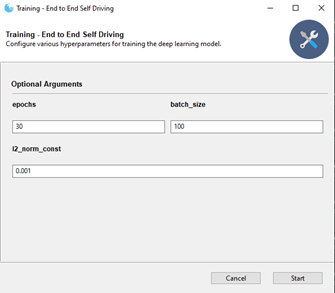 Training - End to End Self Driving
Training - End to End Self Driving
Configure various hyperparameters for training the deep learning model.
Optional Arguments
epochs batch_size
30 100
l2_norm_const
0.001
Cancel Start